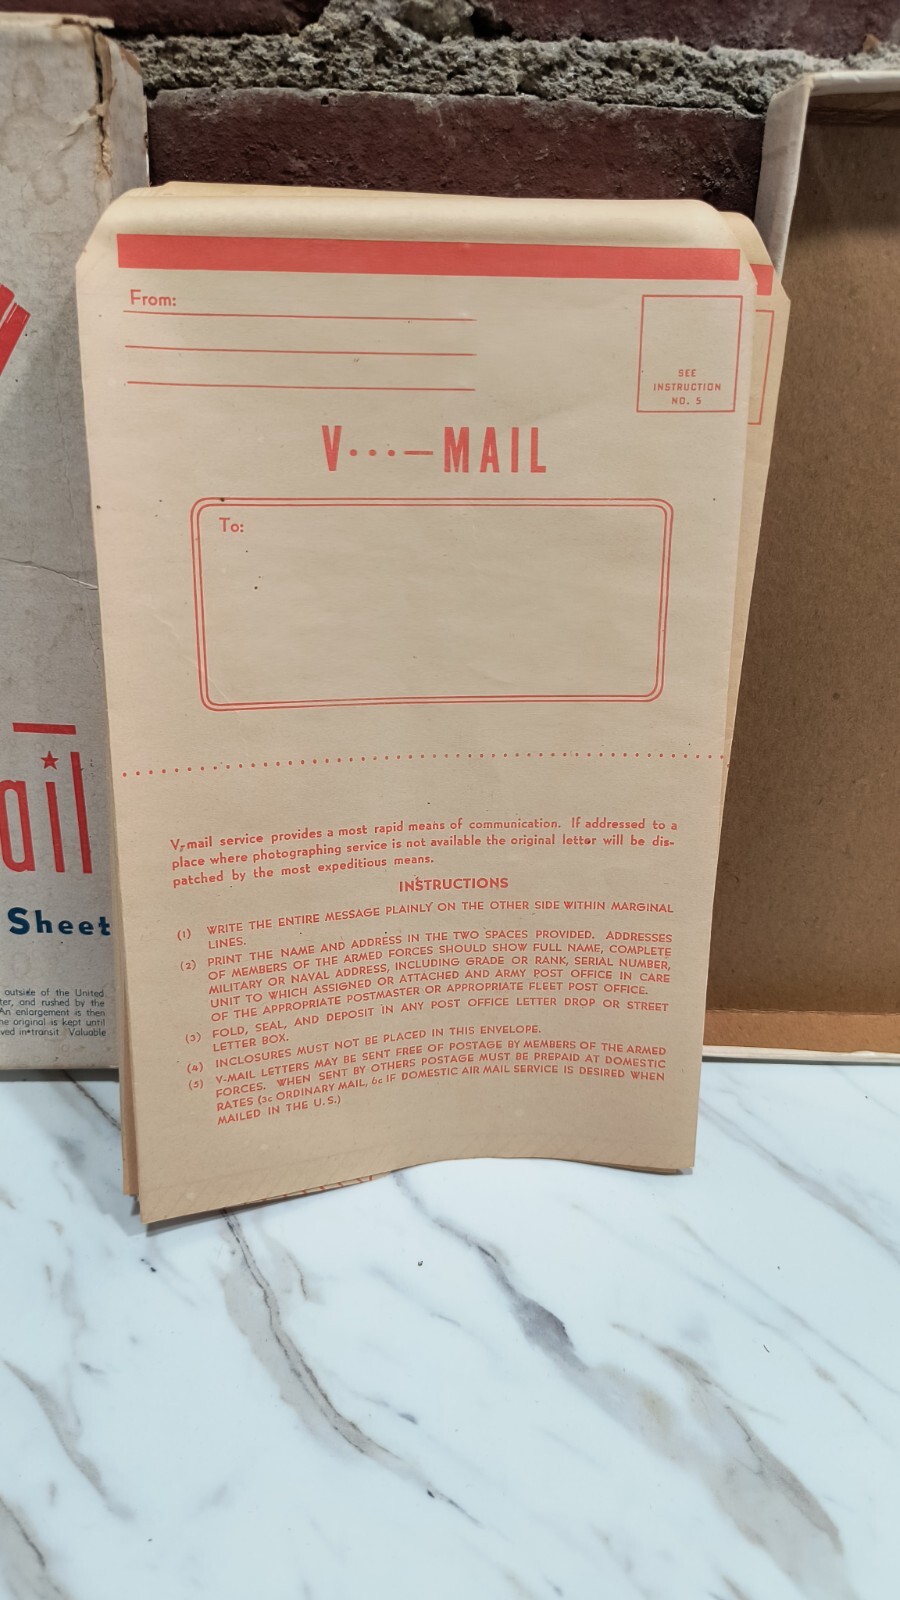 From:
SEE
INSTRUCTION
NO. 5
V···—MAIL
To:
V-mail service provides a most rapid means of communication. If addressed to a
place where photographing service is not available the original letter will be dis-
patched by the most expeditious means.
INSTRUCTIONS
(1) WRITE THE ENTIRE MESSAGE PLAINLY ON THE OTHER SIDE WITHIN MARGINAL
LINES.
(2) PRINT THE NAME AND ADDRESS IN THE TWO SPACES PROVIDED. ADDRESSES
OF MEMBERS OF THE ARMED FORCES SHOULD SHOW FULL NAME, COMPLETE
MILITARY OR NAVAL ADDRESS, INCLUDING GRADE OR RANK, SERIAL NUMBER,
UNIT TO WHICH ASSIGNED OR ATTACHED AND ARMY POST OFFICE IN CARE
OF THE APPROPRIATE POSTMASTER OR APPROPRIATE FLEET POST OFFICE.
(3) FOLD, SEAL, AND DEPOSIT IN ANY POST OFFICE LETTER DROP OR STREET
LETTER BOX.
(4) INCLOSURES MUST NOT BE PLACED IN THIS ENVELOPE.
(5) V-MAIL LETTERS MAY BE SENT FREE OF POSTAGE BY MEMBERS OF THE ARMED
FORCES. WHEN SENT BY OTHERS POSTAGE MUST BE PREPAID AT DOMESTIC
RATES (3c ORDINARY MAIL, 6c IF DOMESTIC AIR MAIL SERVICE IS DESIRED WHEN
MAILED IN THE U.S.)
ail
Sheet
outside of the United
ter, and rushed by the
An enlargement is then
he original is kept until
ved in transit. Valuable